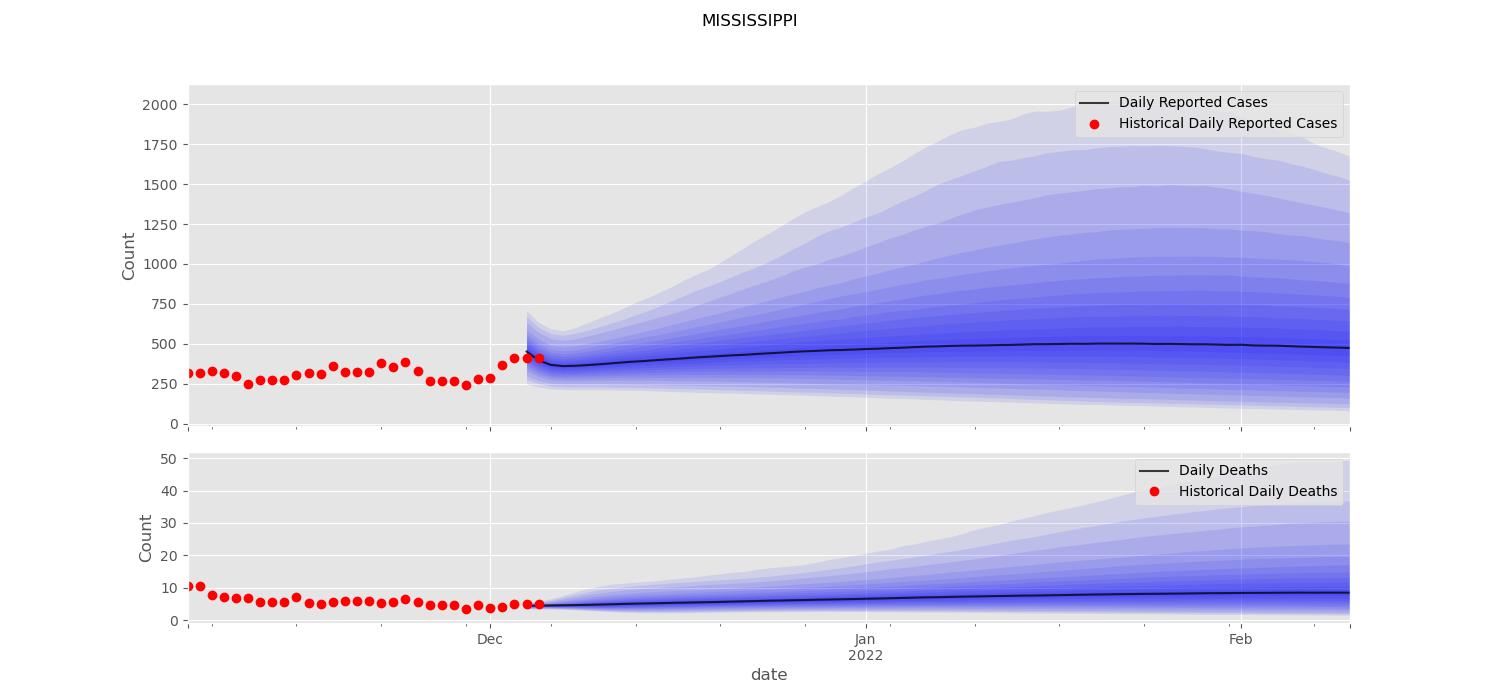 MISSISSIPPI
2000
1750
1500
1250
1000
750
500
250
0
Count
Daily Reported Cases
Historical Daily Reported Cases
50
40
30
20
10
0
Count
Daily Deaths
Historical Daily Deaths
Dec
Jan
2022
Feb
date